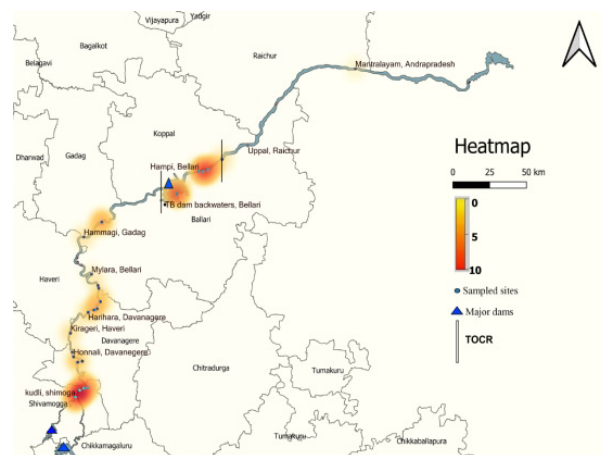 Vijayapura
Yadgir
Bagalkot
Belagavi
Raichur
Mantralayam, Andrapradesh
Koppal
Dharwad
Gadag
Hampi, Bellari
Uppal, Raichur
TB dam backwaters, Bellari
Ballari
Hammagi, Gadag
Haveri
Mylara, Bellari
Harihara, Davanagere
Kirageri, Haveri
Davanagere
Honnali, Davanegere
Chitradurga
Tumakuru
kudli, shimoga
Shivamogga
Chikkamagaluru
Tumakuru
Chikkaballapura
Heatmap
0 25 50 km
0
5
10
Sampled sites
Major dams
TOCR